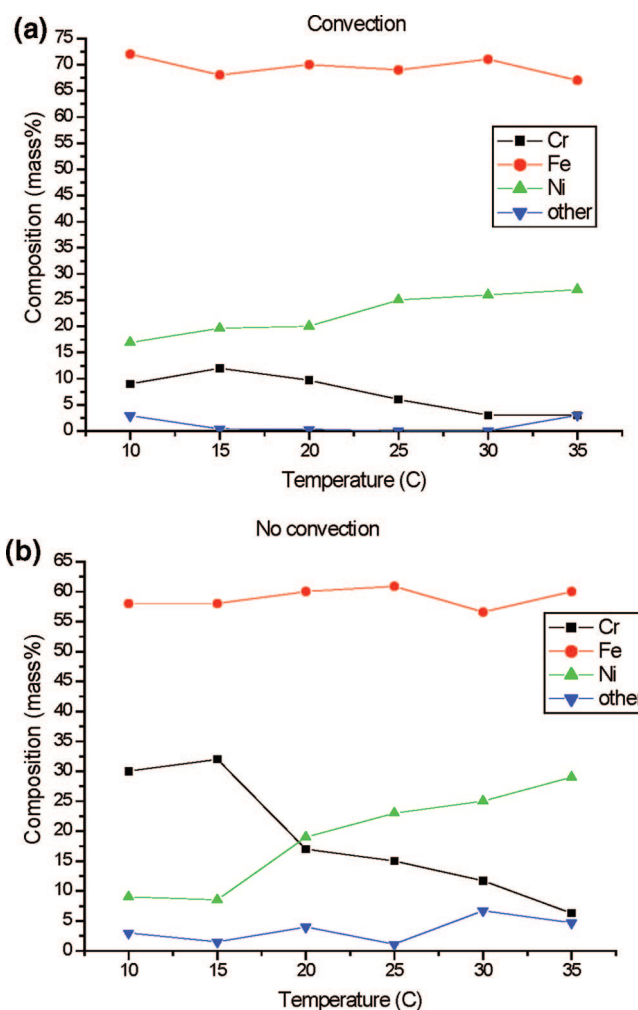 (a)
Convection
75
70
65
60
55
50
45
40
35
30
25
20
15
10
5
0
Composition (mass%)
Cr
Fe
Ni
other
10 15 20 25 30 35
Temperature (C)
(b)
No convection
65
60
55
50
45
40
35
30
25
20
15
10
5
0
Composition (mass%)
Cr
Fe
Ni
other
10 15 20 25 30 35
Temperature (C)